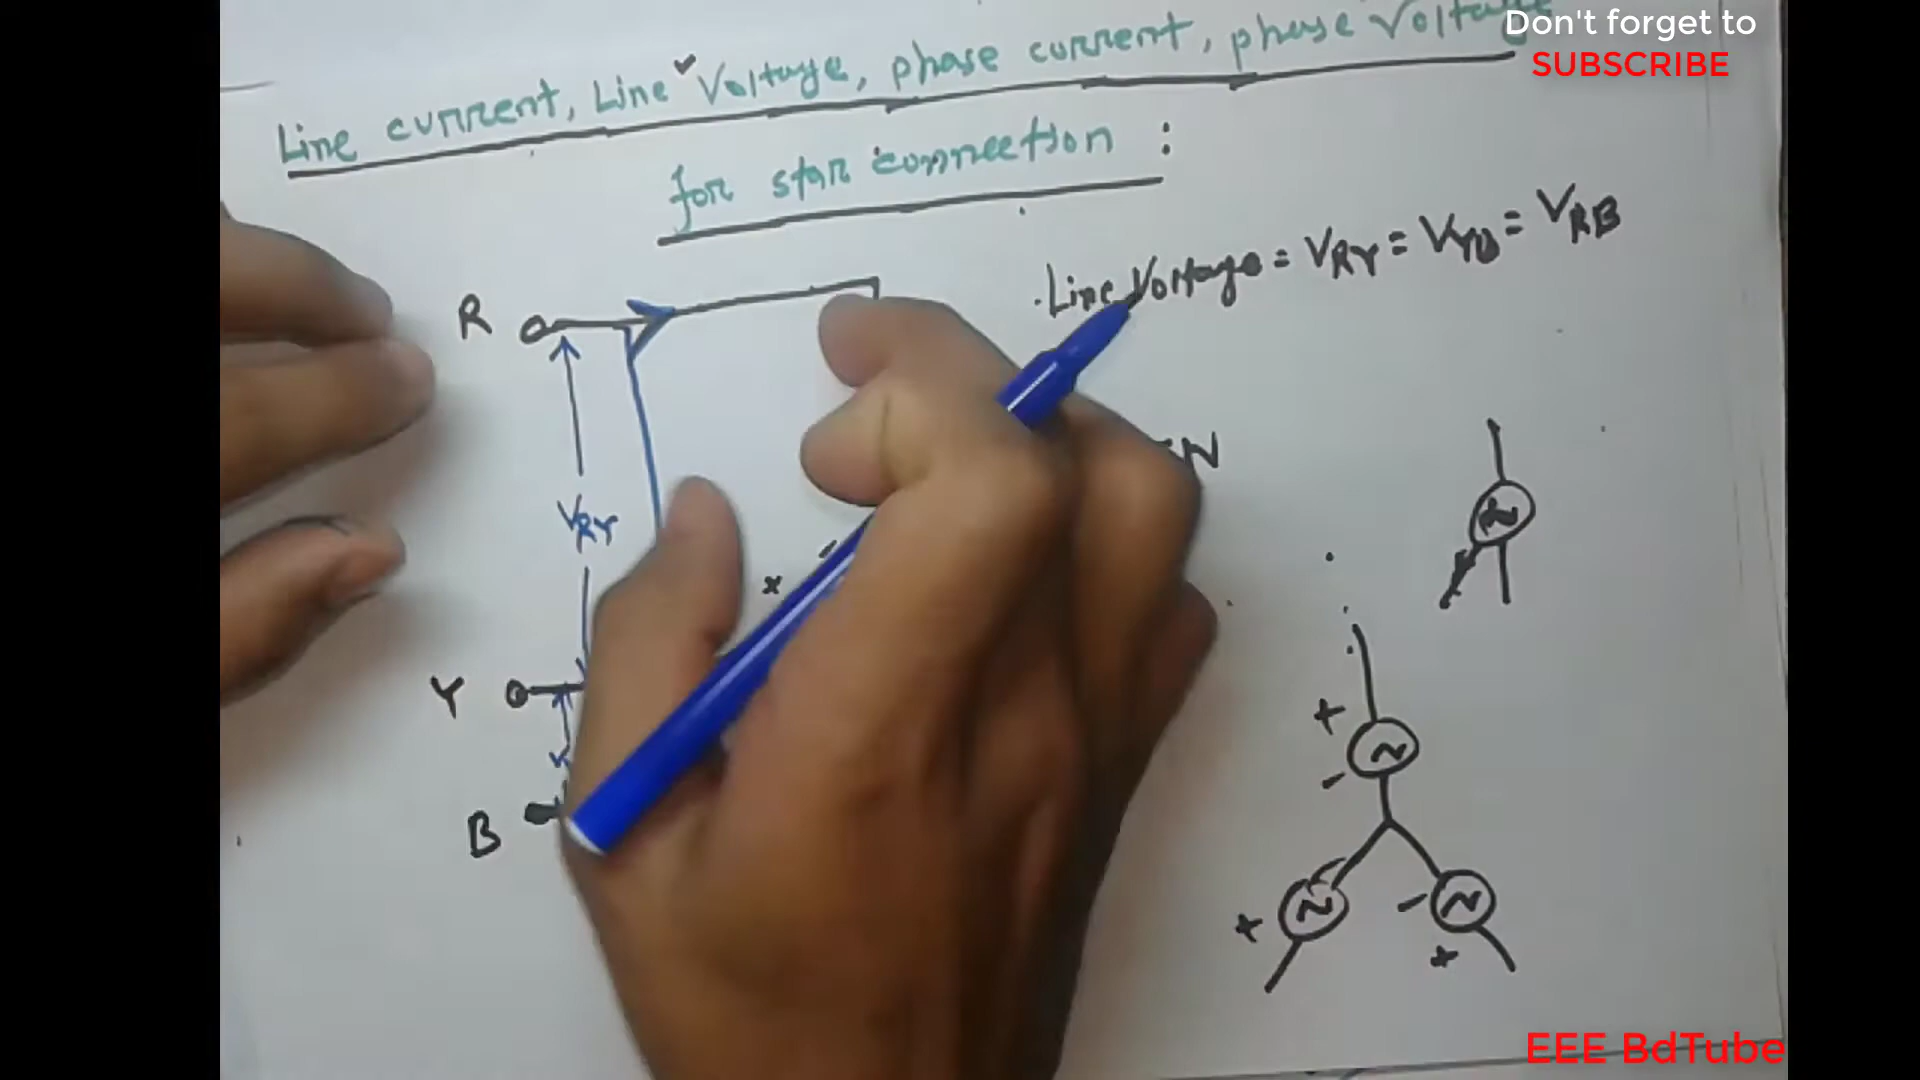 Don't forget to
SUBSCRIBE
Line current, Line Voltage, phase current, phase Voltage
for star connection :
Line Voltage = VRY = VYB = VRB
R
N
VRY
+
-
Y
V
B
+
-
+
-
+
EEE BdTube